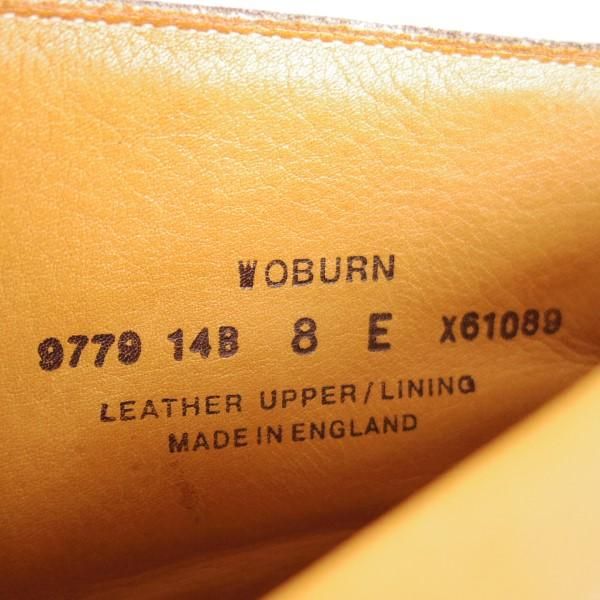 WOBURN
9779 14B 8 E X61089
LEATHER UPPER/LINING
MADE IN ENGLAND